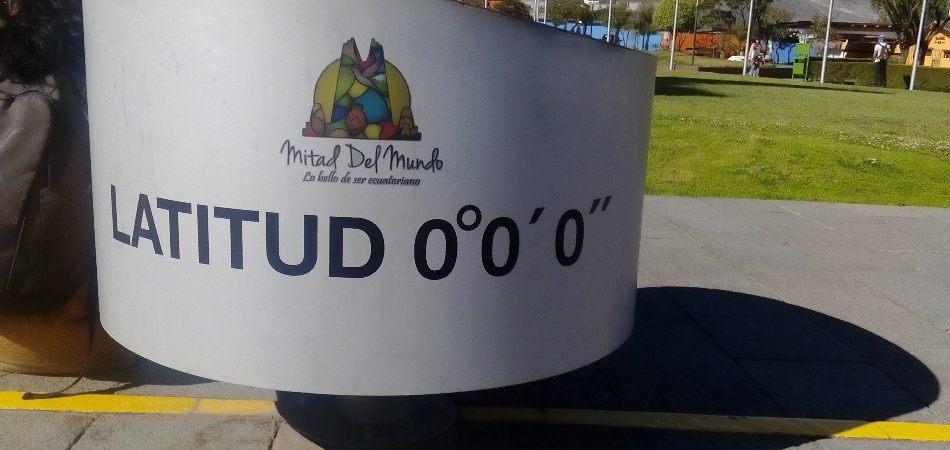 Mitad Del Mundo
Lo bello de ser ecuatoriano
LATITUD 0°0′0″